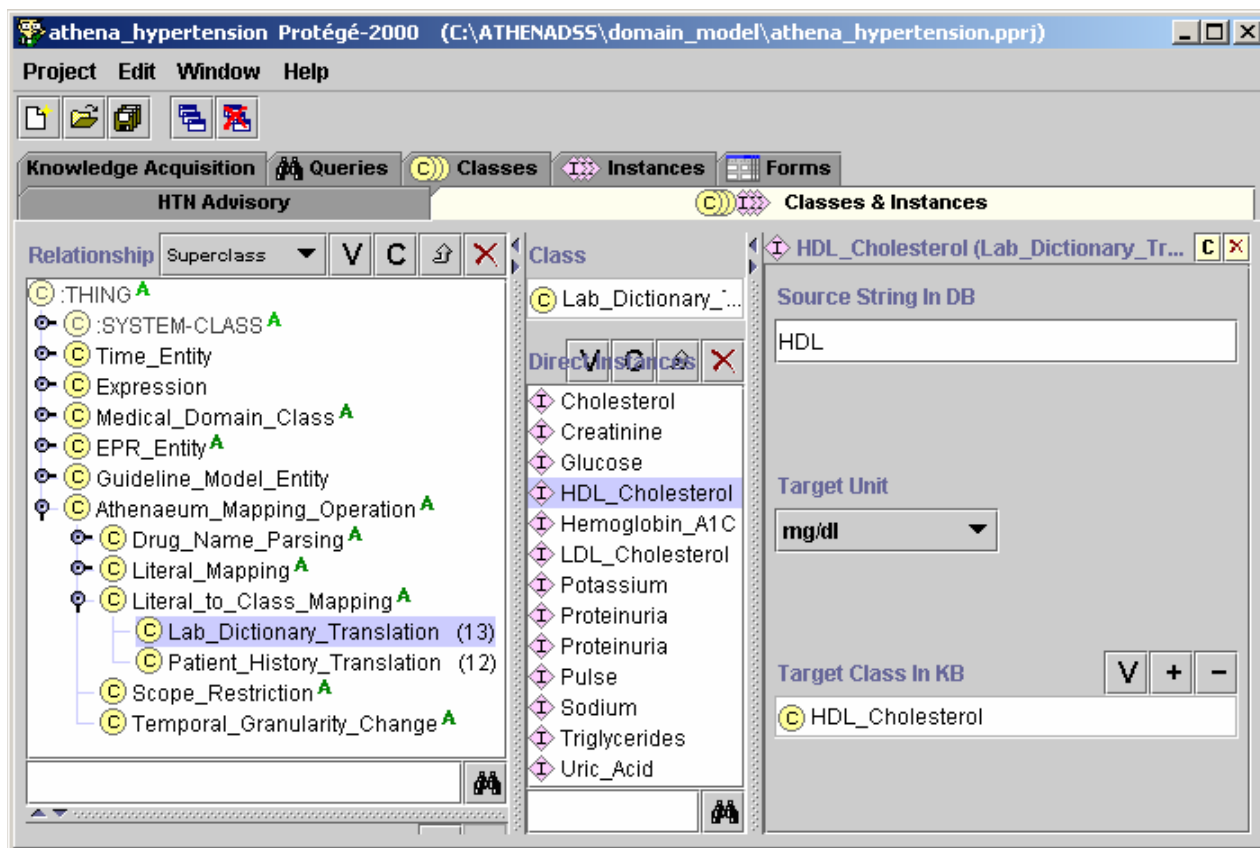 athena_hypertension Protégé-2000 (C:\ATHENADSS\domain_model\athena_hypertension.pprj)
Project Edit Window Help
Knowledge Acquisition Queries C Classes I Instances Forms
HTN Advisory C I Classes & Instances
Relationship Superclass V C
C :THING A
C :SYSTEM-CLASS A
C Time_Entity
C Expression
C Medical_Domain_Class A
C EPR_Entity A
C Guideline_Model_Entity
C Athenaeum_Mapping_Operation A
C Drug_Name_Parsing A
C Literal_Mapping A
C Literal_to_Class_Mapping A
C Lab_Dictionary_Translation (13)
C Patient_History_Translation (12)
C Scope_Restriction A
C Temporal_Granularity_Change A
Class
C Lab_Dictionary_T...
Direct Instances V C
I Cholesterol
I Creatinine
I Glucose
I HDL_Cholesterol
I Hemoglobin_A1C
I LDL_Cholesterol
I Potassium
I Proteinuria
I Proteinuria
I Pulse
I Sodium
I Triglycerides
I Uric_Acid
I HDL_Cholesterol (Lab_Dictionary_Tr... C
Source String In DB
HDL
Target Unit
mg/dl
Target Class In KB V + −
C HDL_Cholesterol